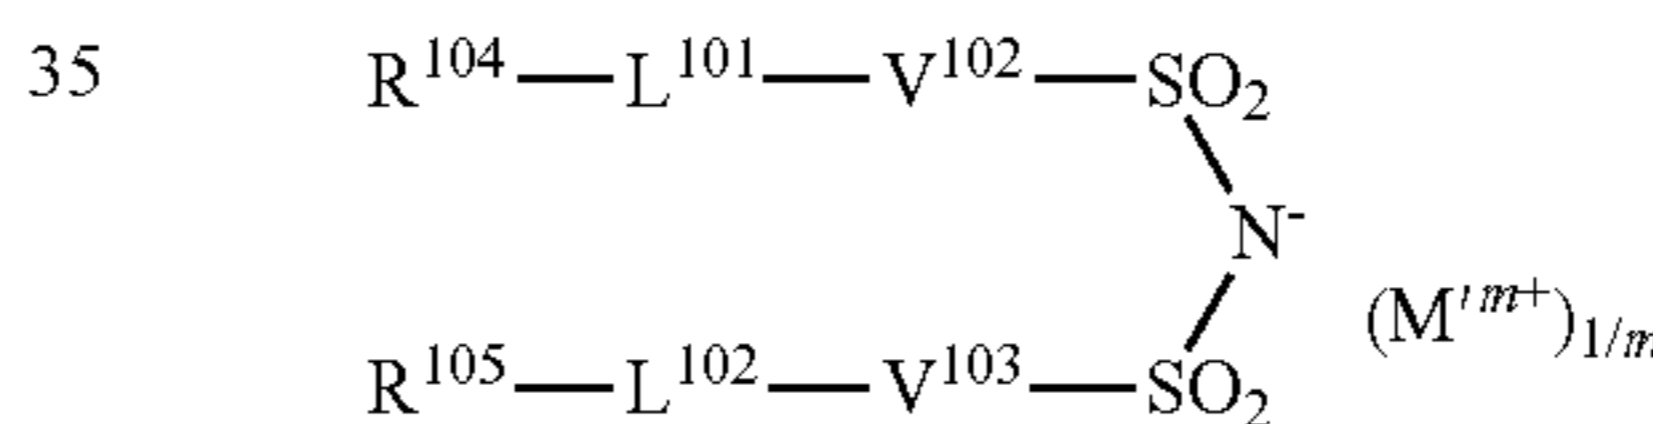 35 R¹⁰⁴—L¹⁰¹—V¹⁰²—SO₂
N⁻
(M'ᵐ⁺)₁/ₘ
R¹⁰⁵—L¹⁰²—V¹⁰³—SO₂